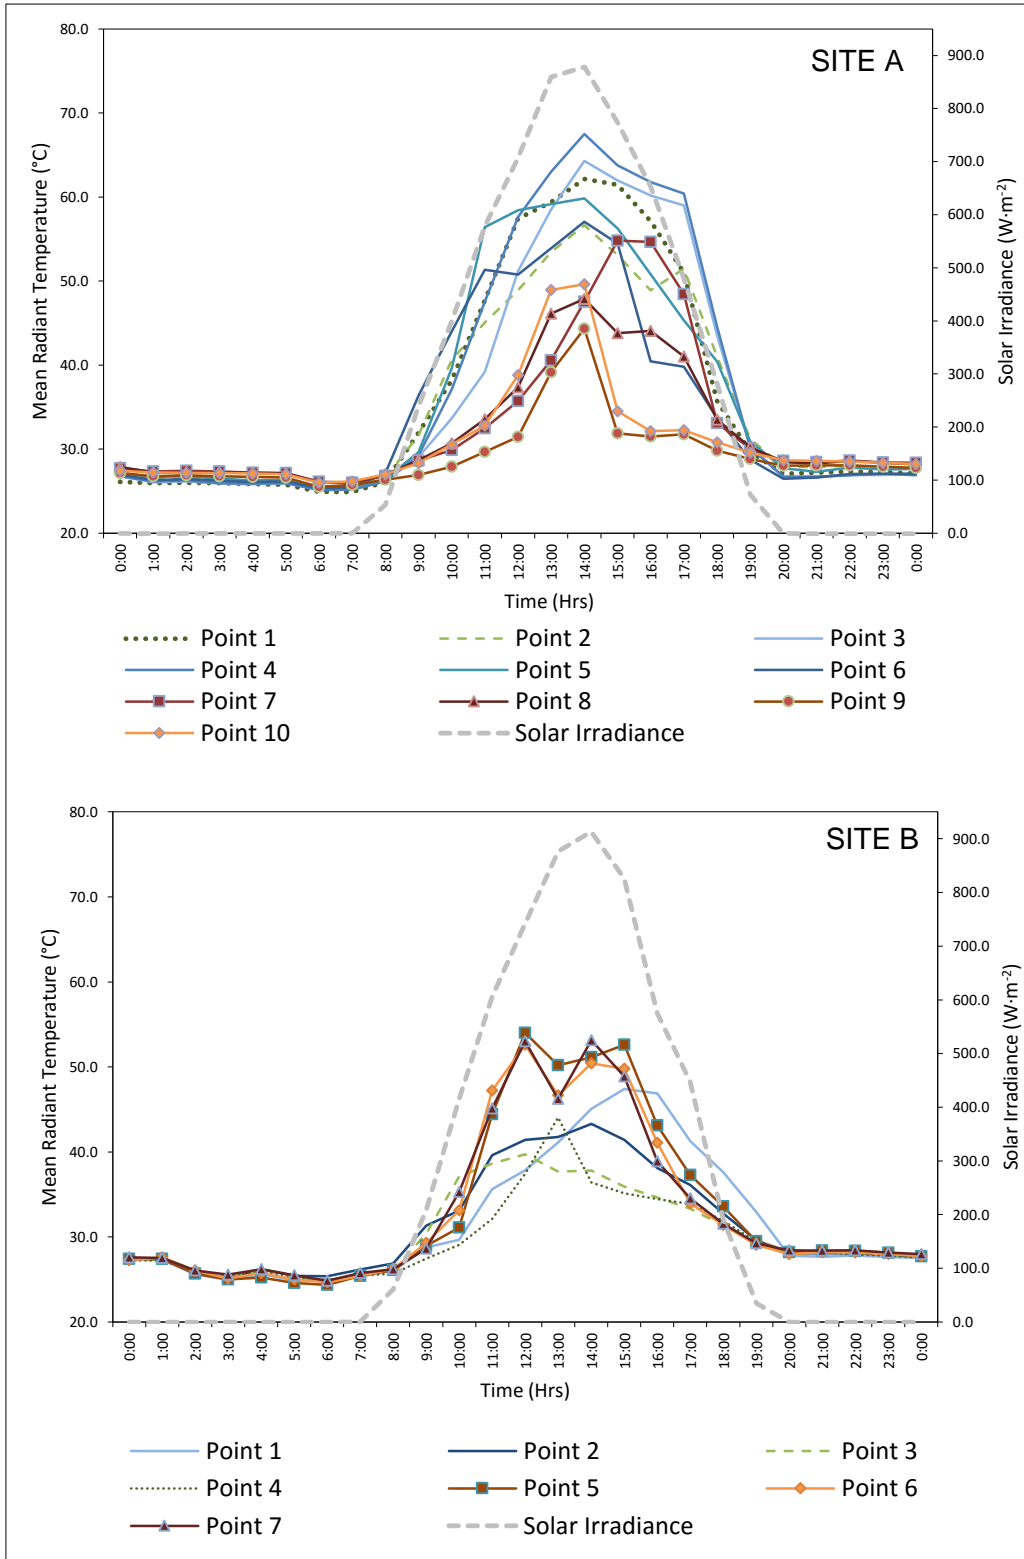 SITE A
Mean Radiant Temperature (°C)
80.0
70.0
60.0
50.0
40.0
30.0
20.0
Solar Irradiance (W·m-2)
900.0
800.0
700.0
600.0
500.0
400.0
300.0
200.0
100.0
0.0
0:00 1:00 2:00 3:00 4:00 5:00 6:00 7:00 8:00 9:00 10:00 11:00 12:00 13:00 14:00 15:00 16:00 17:00 18:00 19:00 20:00 21:00 22:00 23:00 0:00
Time (Hrs)
Point 1 Point 2 Point 3
Point 4 Point 5 Point 6
Point 7 Point 8 Point 9
Point 10 Solar Irradiance
SITE B
Mean Radiant Temperature (°C)
80.0
70.0
60.0
50.0
40.0
30.0
20.0
Solar Irradiance (W·m-2)
900.0
800.0
700.0
600.0
500.0
400.0
300.0
200.0
100.0
0.0
0:00 1:00 2:00 3:00 4:00 5:00 6:00 7:00 8:00 9:00 10:00 11:00 12:00 13:00 14:00 15:00 16:00 17:00 18:00 19:00 20:00 21:00 22:00 23:00 0:00
Time (Hrs)
Point 1 Point 2 Point 3
Point 4 Point 5 Point 6
Point 7 Solar Irradiance